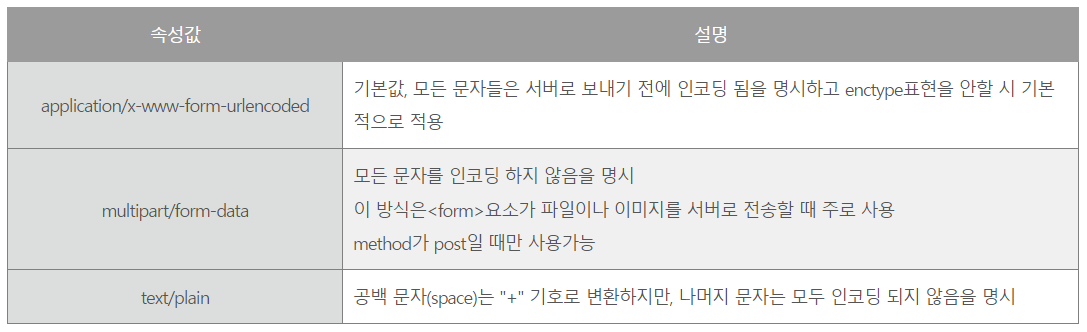 속성값 설명
application/x-www-form-urlencoded
기본값, 모든 문자들은 서버로 보내기 전에 인코딩 됨을 명시하고 enctype표현을 안할 시 기본
적으로 적용
multipart/form-data
모든 문자를 인코딩 하지 않음을 명시
이 방식은<form>요소가 파일이나 이미지를 서버로 전송할 때 주로 사용
method가 post일 때만 사용가능
text/plain
공백 문자(space)는 "+" 기호로 변환하지만, 나머지 문자는 모두 인코딩 되지 않음을 명시